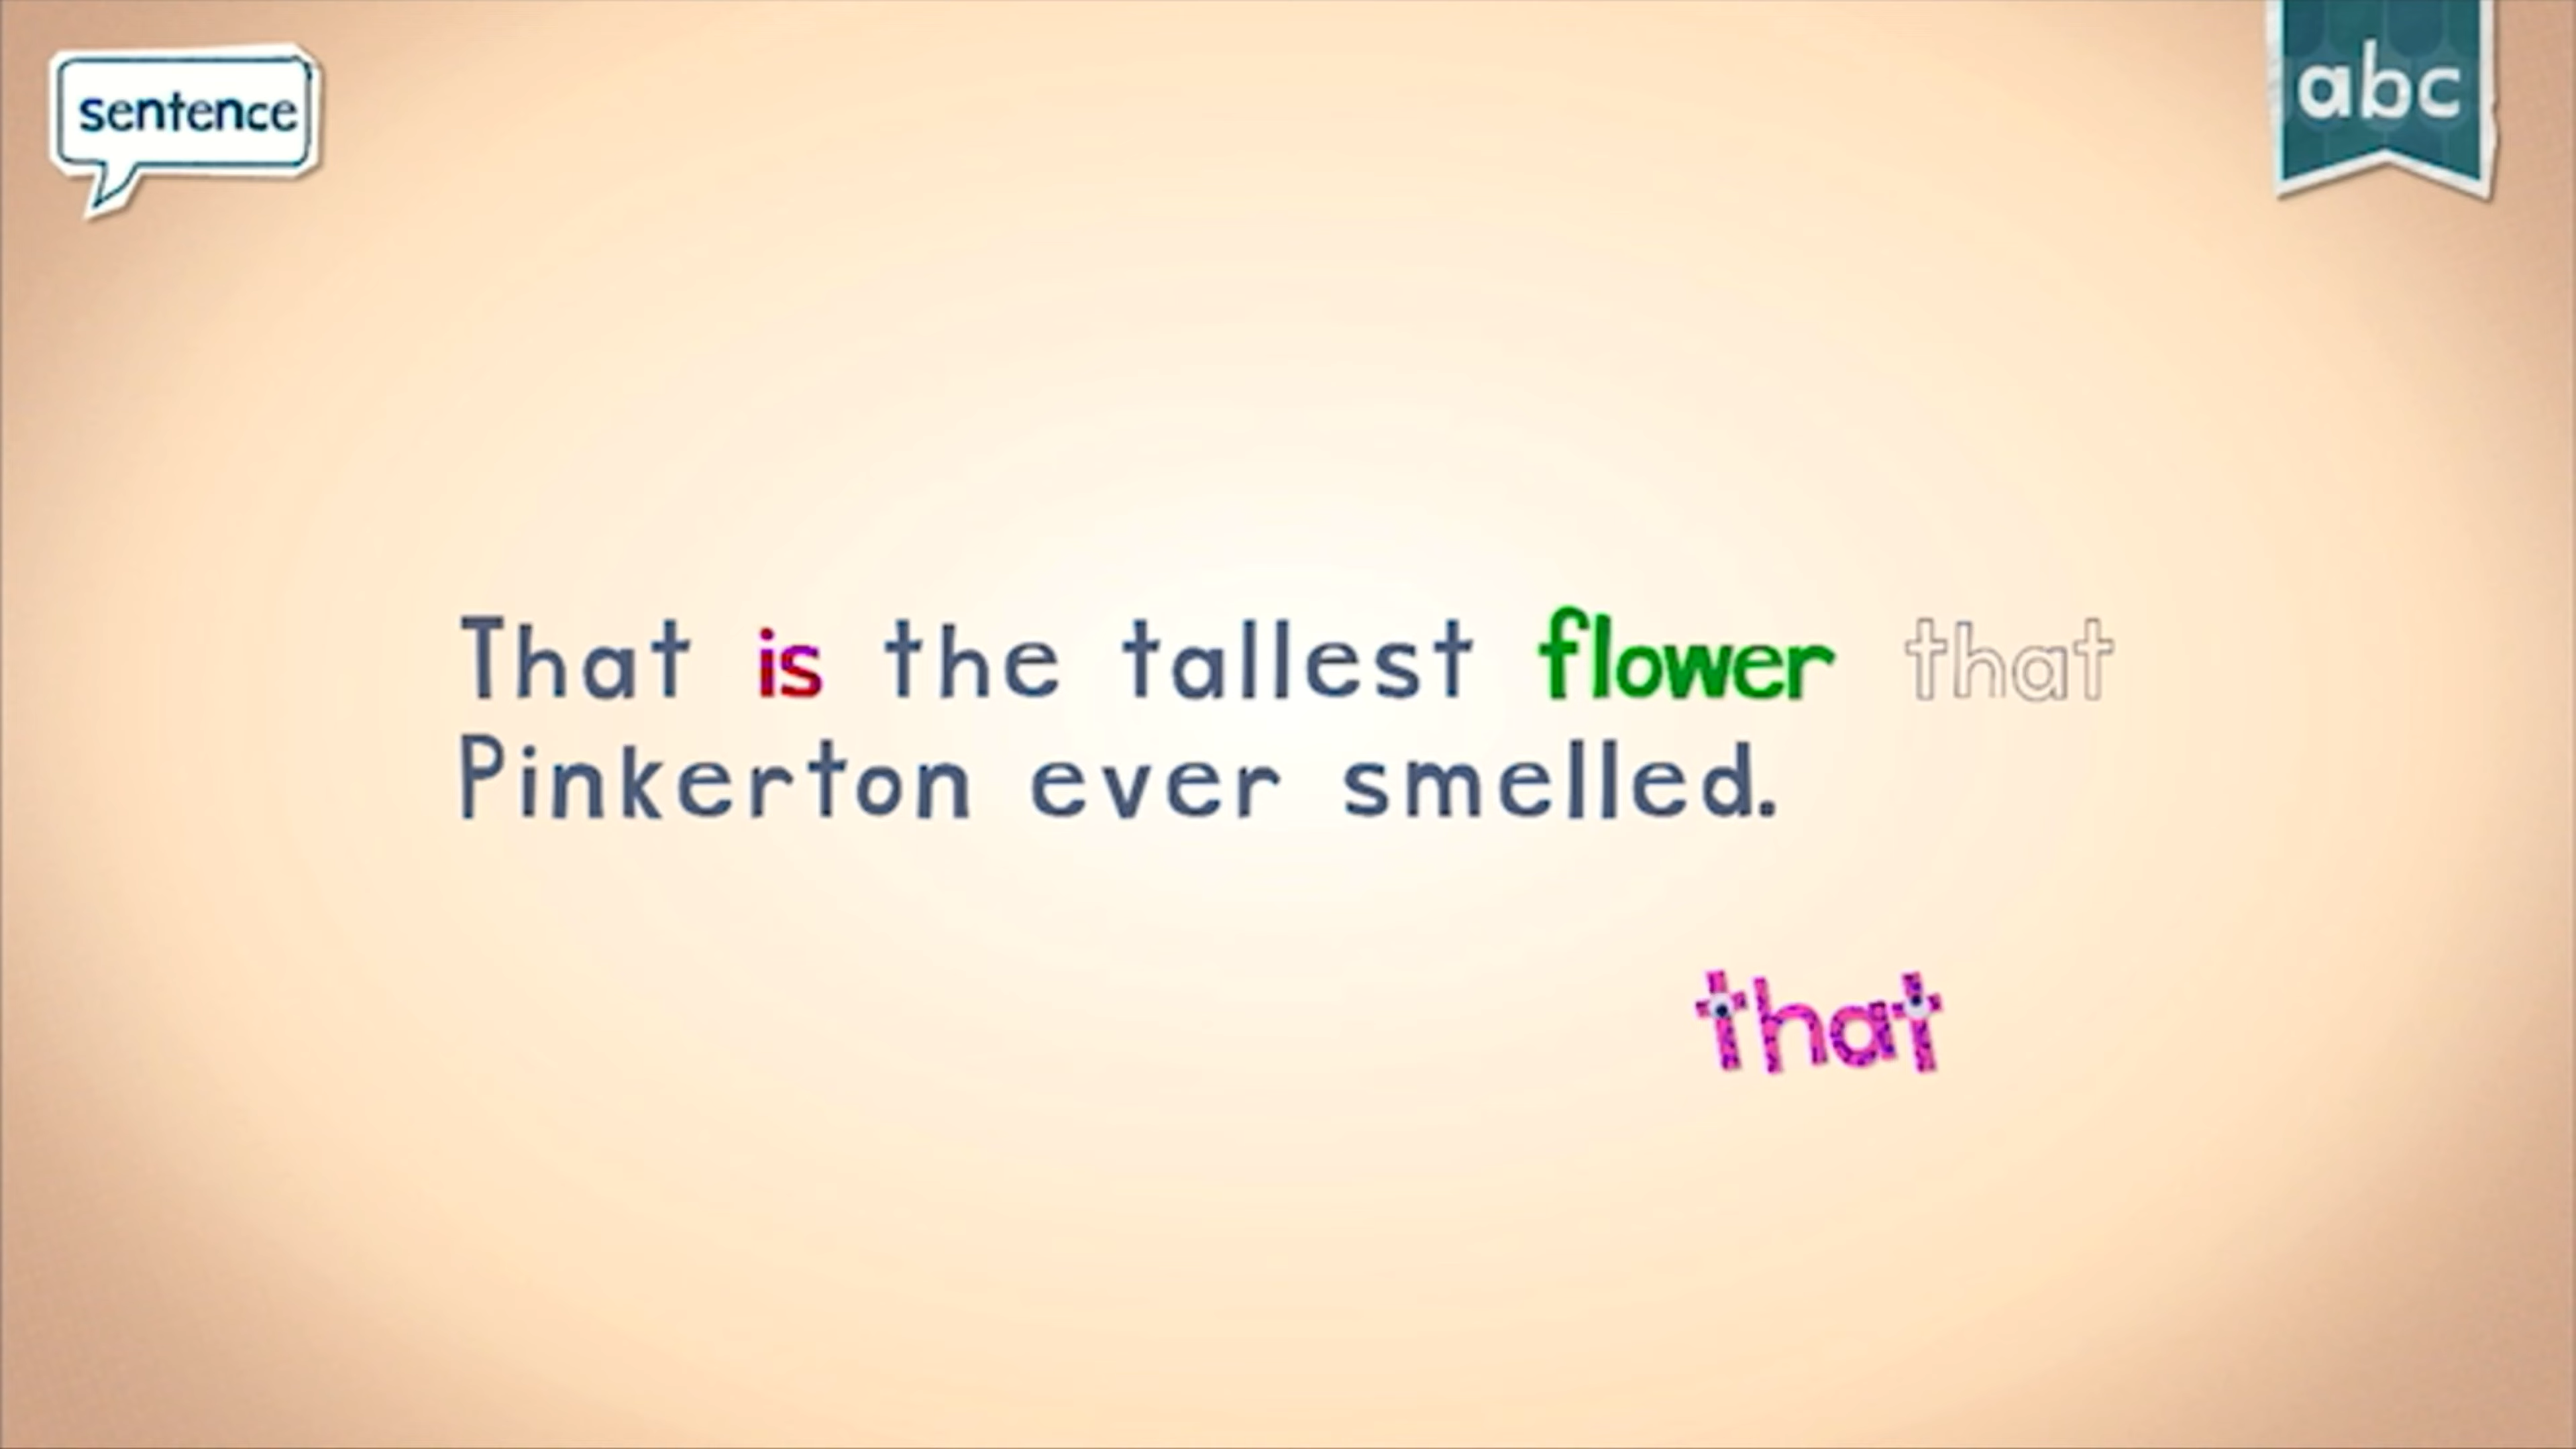 sentence
abc
That is the tallest flower that
Pinkerton ever smelled.
that